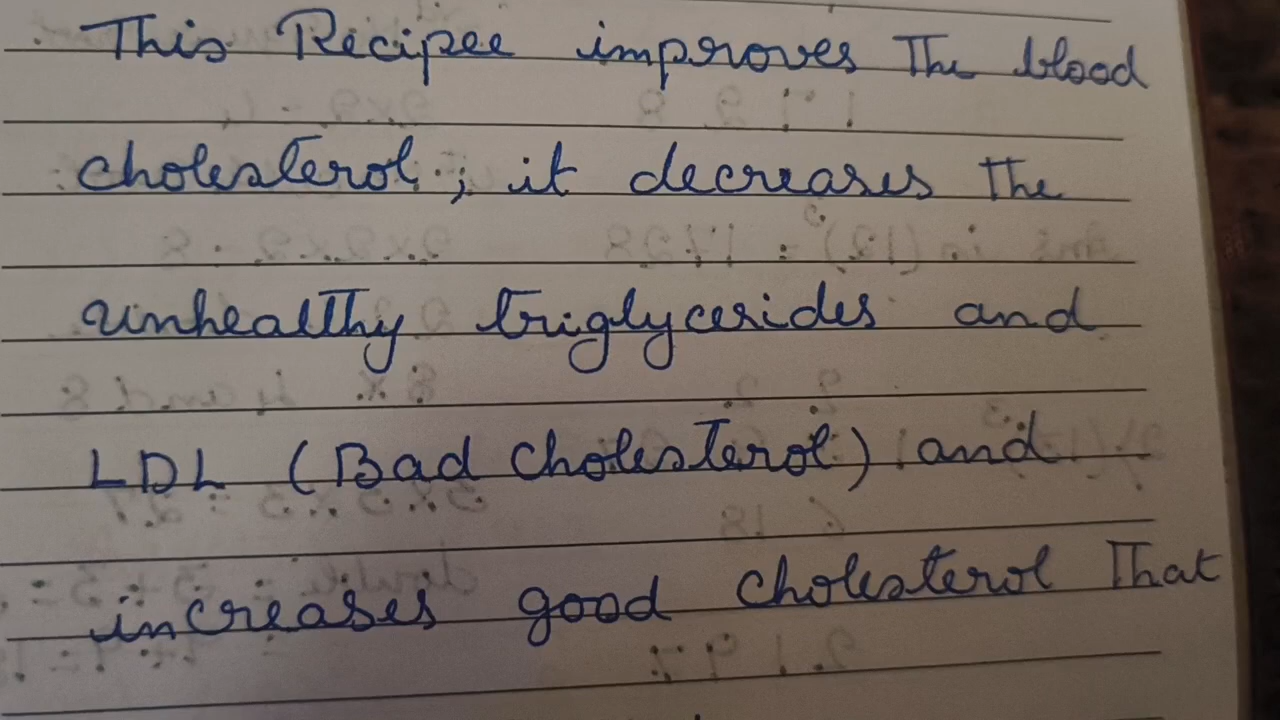 This Recipee improves The blood
cholesterol, it decreases The
unhealthy triglycerides and
LDL (Bad cholesterol) and
increases good cholesterol That